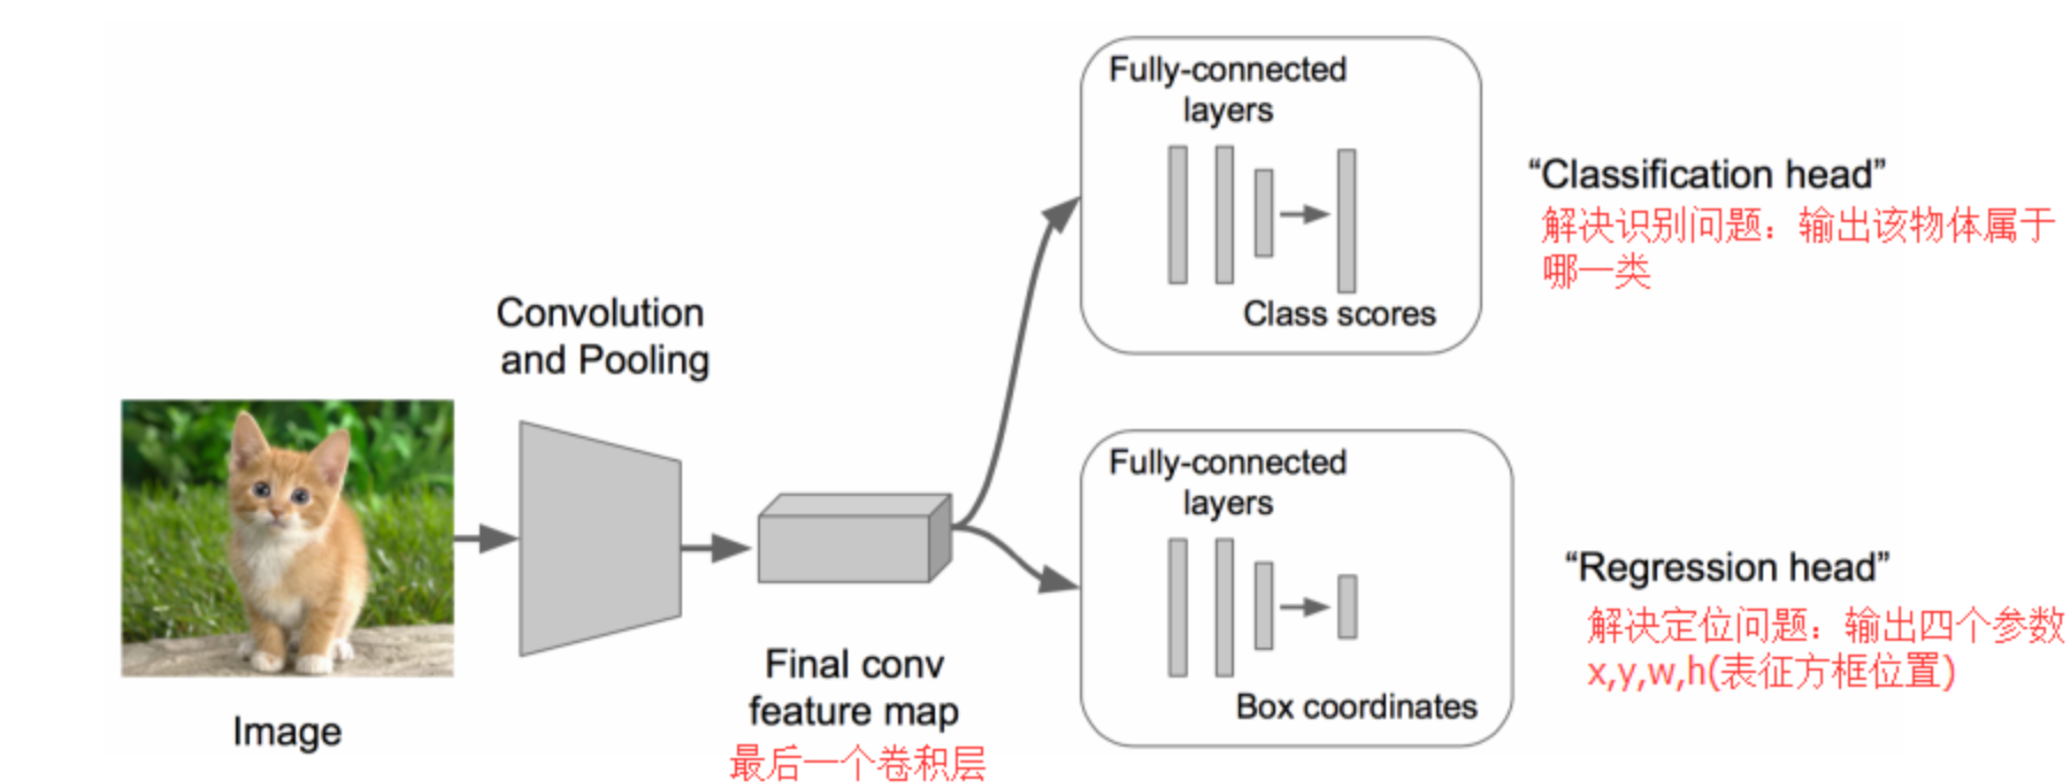 Fully-connected
layers
Class scores
“Classification head”
解决识别问题：输出该物体属于
哪一类
Convolution
and Pooling
Image
Final conv
feature map
最后一个卷积层
Fully-connected
layers
Box coordinates
“Regression head”
解决定位问题：输出四个参数
x,y,w,h(表征方框位置)